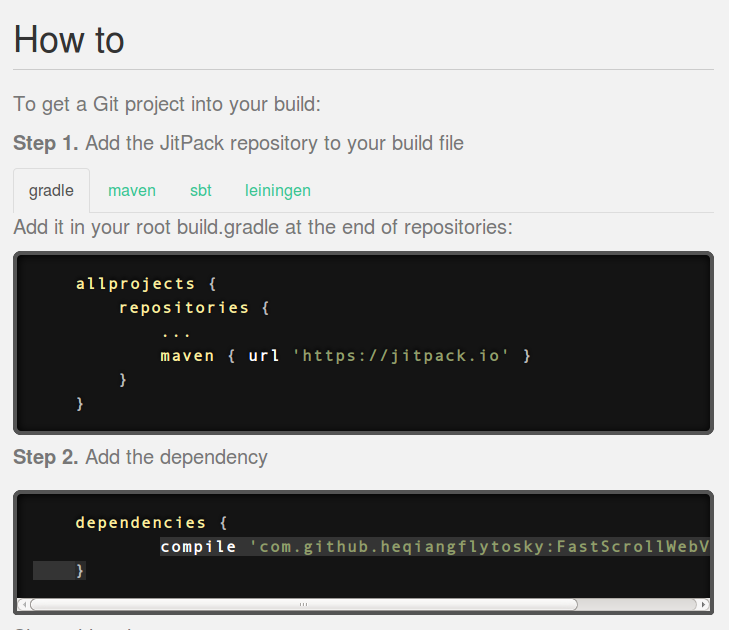 How to
To get a Git project into your build:
Step 1. Add the JitPack repository to your build file
gradle maven sbt leiningen
Add it in your root build.gradle at the end of repositories:
allprojects {
repositories {
...
maven { url 'https://jitpack.io' }
}
}
Step 2. Add the dependency
dependencies {
compile 'com.github.heqiangflytosky:FastScrollWebV
}